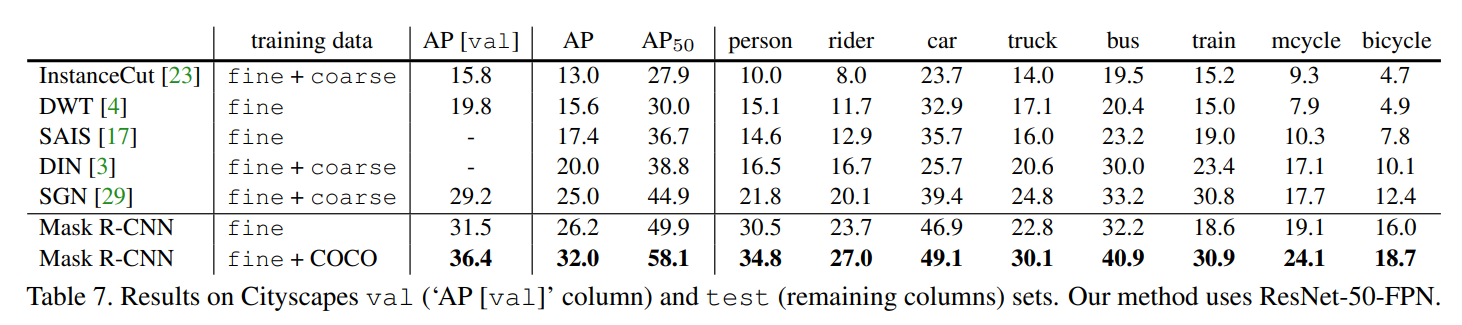 training data AP [val] AP AP50 person rider car truck bus train mcycle bicycle
InstanceCut [23] fine + coarse 15.8 13.0 27.9 10.0 8.0 23.7 14.0 19.5 15.2 9.3 4.7
DWT [4] fine 19.8 15.6 30.0 15.1 11.7 32.9 17.1 20.4 15.0 7.9 4.9
SAIS [17] fine - 17.4 36.7 14.6 12.9 35.7 16.0 23.2 19.0 10.3 7.8
DIN [3] fine + coarse - 20.0 38.8 16.5 16.7 25.7 20.6 30.0 23.4 17.1 10.1
SGN [29] fine + coarse 29.2 25.0 44.9 21.8 20.1 39.4 24.8 33.2 30.8 17.7 12.4
Mask R-CNN fine 31.5 26.2 49.9 30.5 23.7 46.9 22.8 32.2 18.6 19.1 16.0
Mask R-CNN fine + COCO 36.4 32.0 58.1 34.8 27.0 49.1 30.1 40.9 30.9 24.1 18.7
Table 7. Results on Cityscapes val (‘AP [val]’ column) and test (remaining columns) sets. Our method uses ResNet-50-FPN.